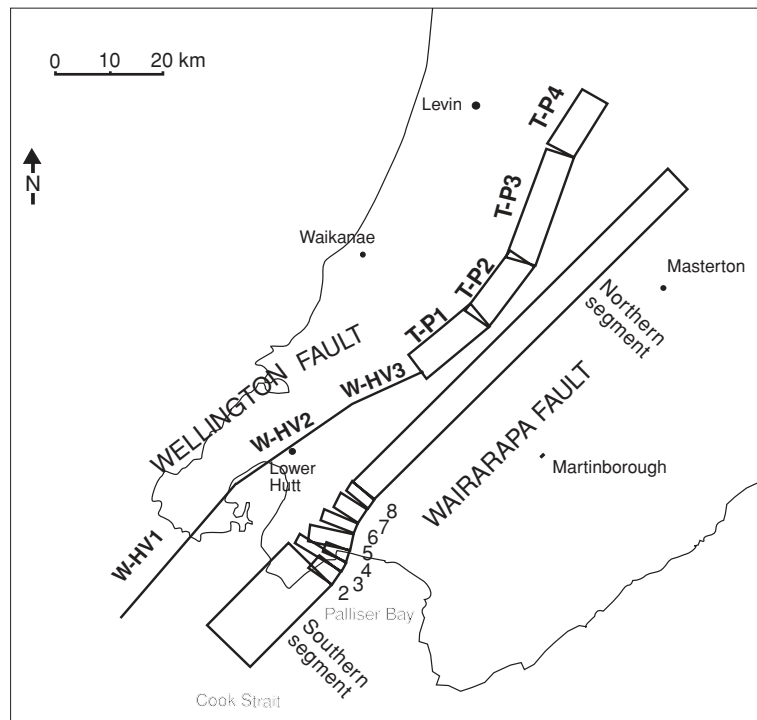 0 10 20 km
Levin
T-P4
N
T-P3
Waikanae
T-P2
Masterton
Northern
segment
T-P1
WELLINGTON FAULT
W-HV3
W-HV2
Lower
Hutt
WAIRARAPA FAULT
Martinborough
W-HV1
8
7
6
5
4
3
2
Palliser Bay
Southern
segment
Cook Strait